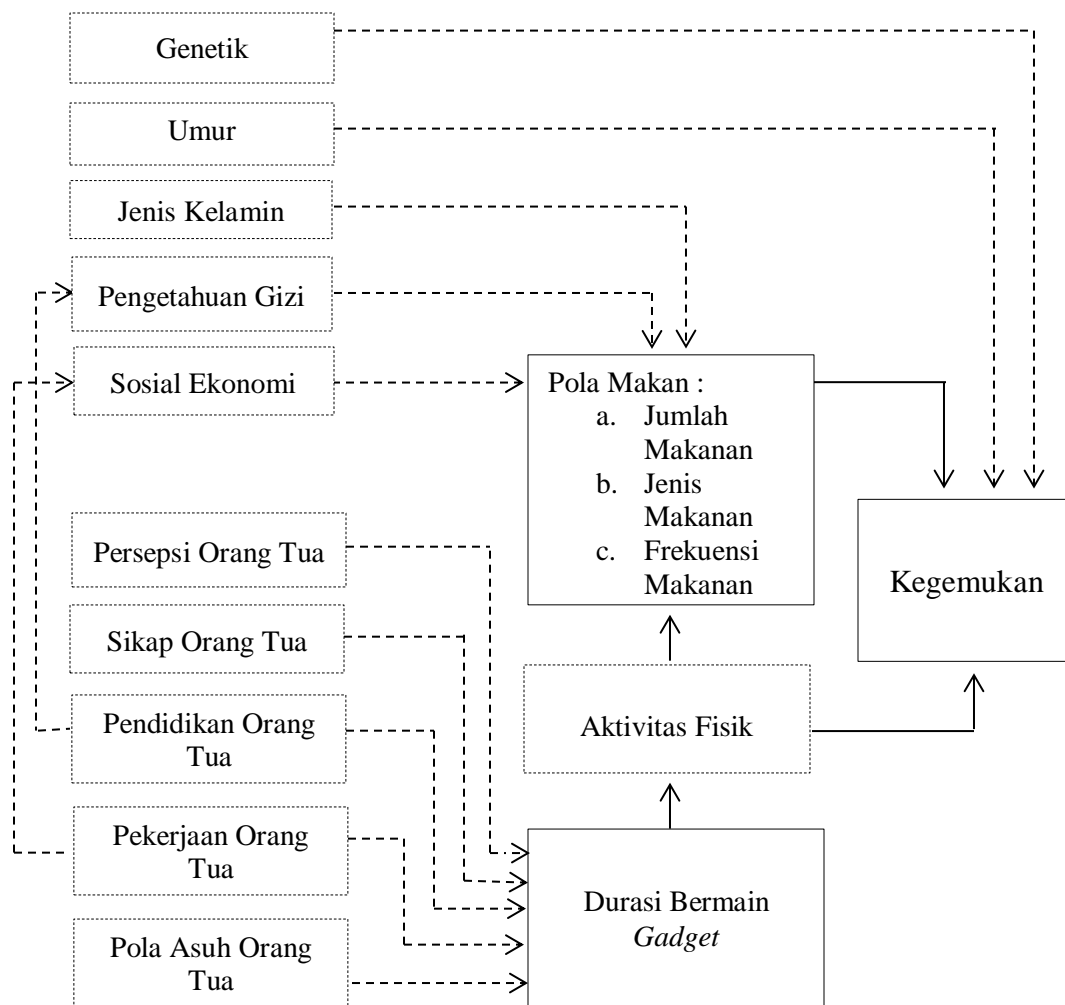 Genetik
Umur
Jenis Kelamin
Pengetahuan Gizi
Sosial Ekonomi
Pola Makan :
a. Jumlah
Makanan
b. Jenis
Makanan
c. Frekuensi
Makanan
Persepsi Orang Tua
Kegemukan
Sikap Orang Tua
Pendidikan Orang
Tua
Aktivitas Fisik
Pekerjaan Orang
Tua
Durasi Bermain
Gadget
Pola Asuh Orang
Tua